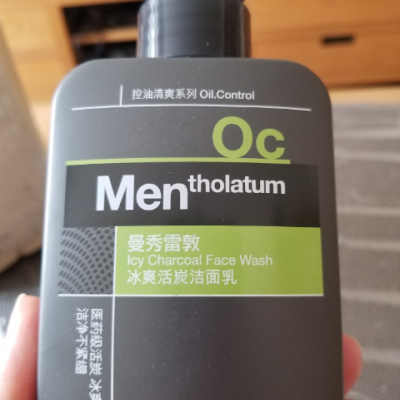 控油清爽系列 Oil.Control
Oc
Mentholatum
曼秀雷敦
Icy Charcoal Face Wash
冰爽活炭洁面乳
医药级活炭 冰爽
洁净不紧绷